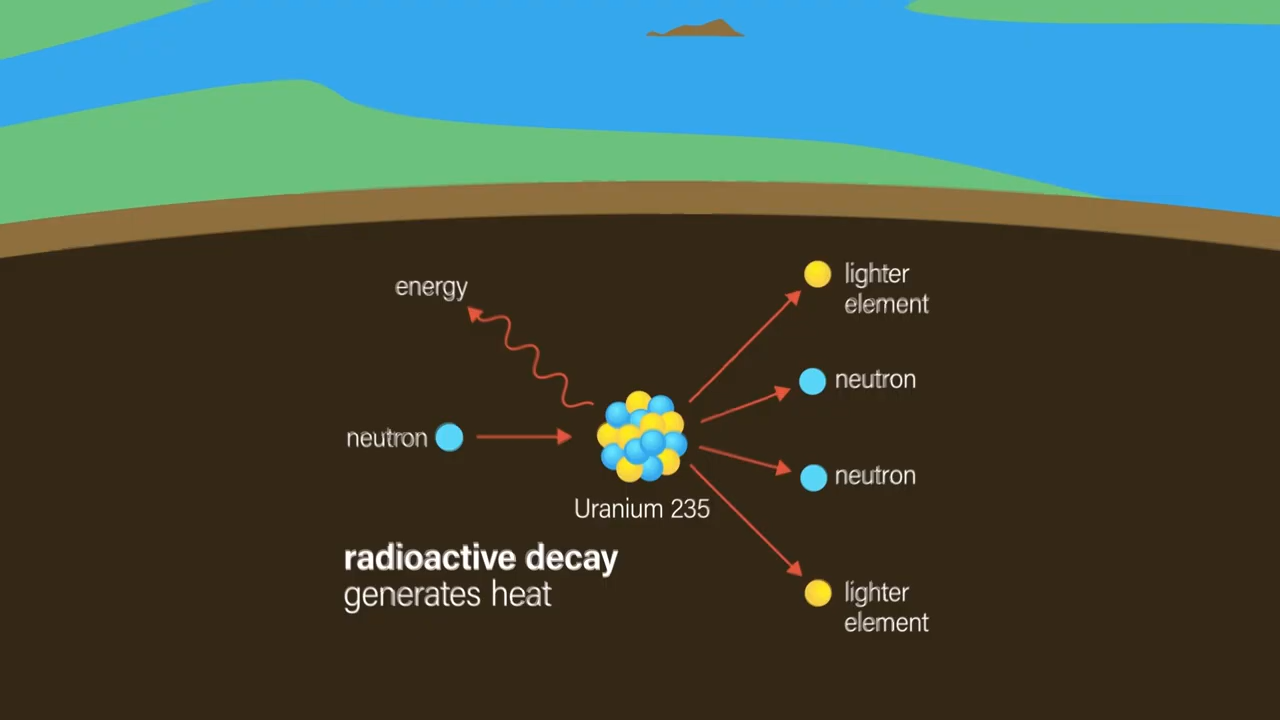 energy
lighter
element
neutron
neutron
neutron
Uranium 235
radioactive decay
generates heat
lighter
element